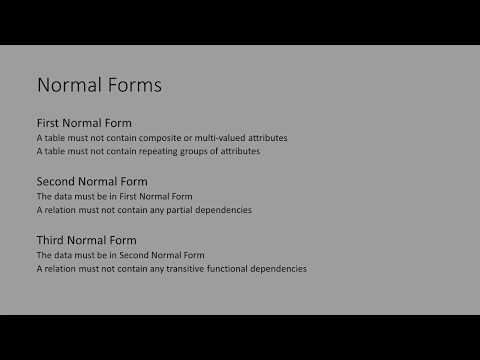 Normal Forms
First Normal Form
A table must not contain composite or multi-valued attributes
A table must not contain repeating groups of attributes
Second Normal Form
The data must be in First Normal Form
A relation must not contain any partial dependencies
Third Normal Form
The data must be in Second Normal Form
A relation must not contain any transitive functional dependencies